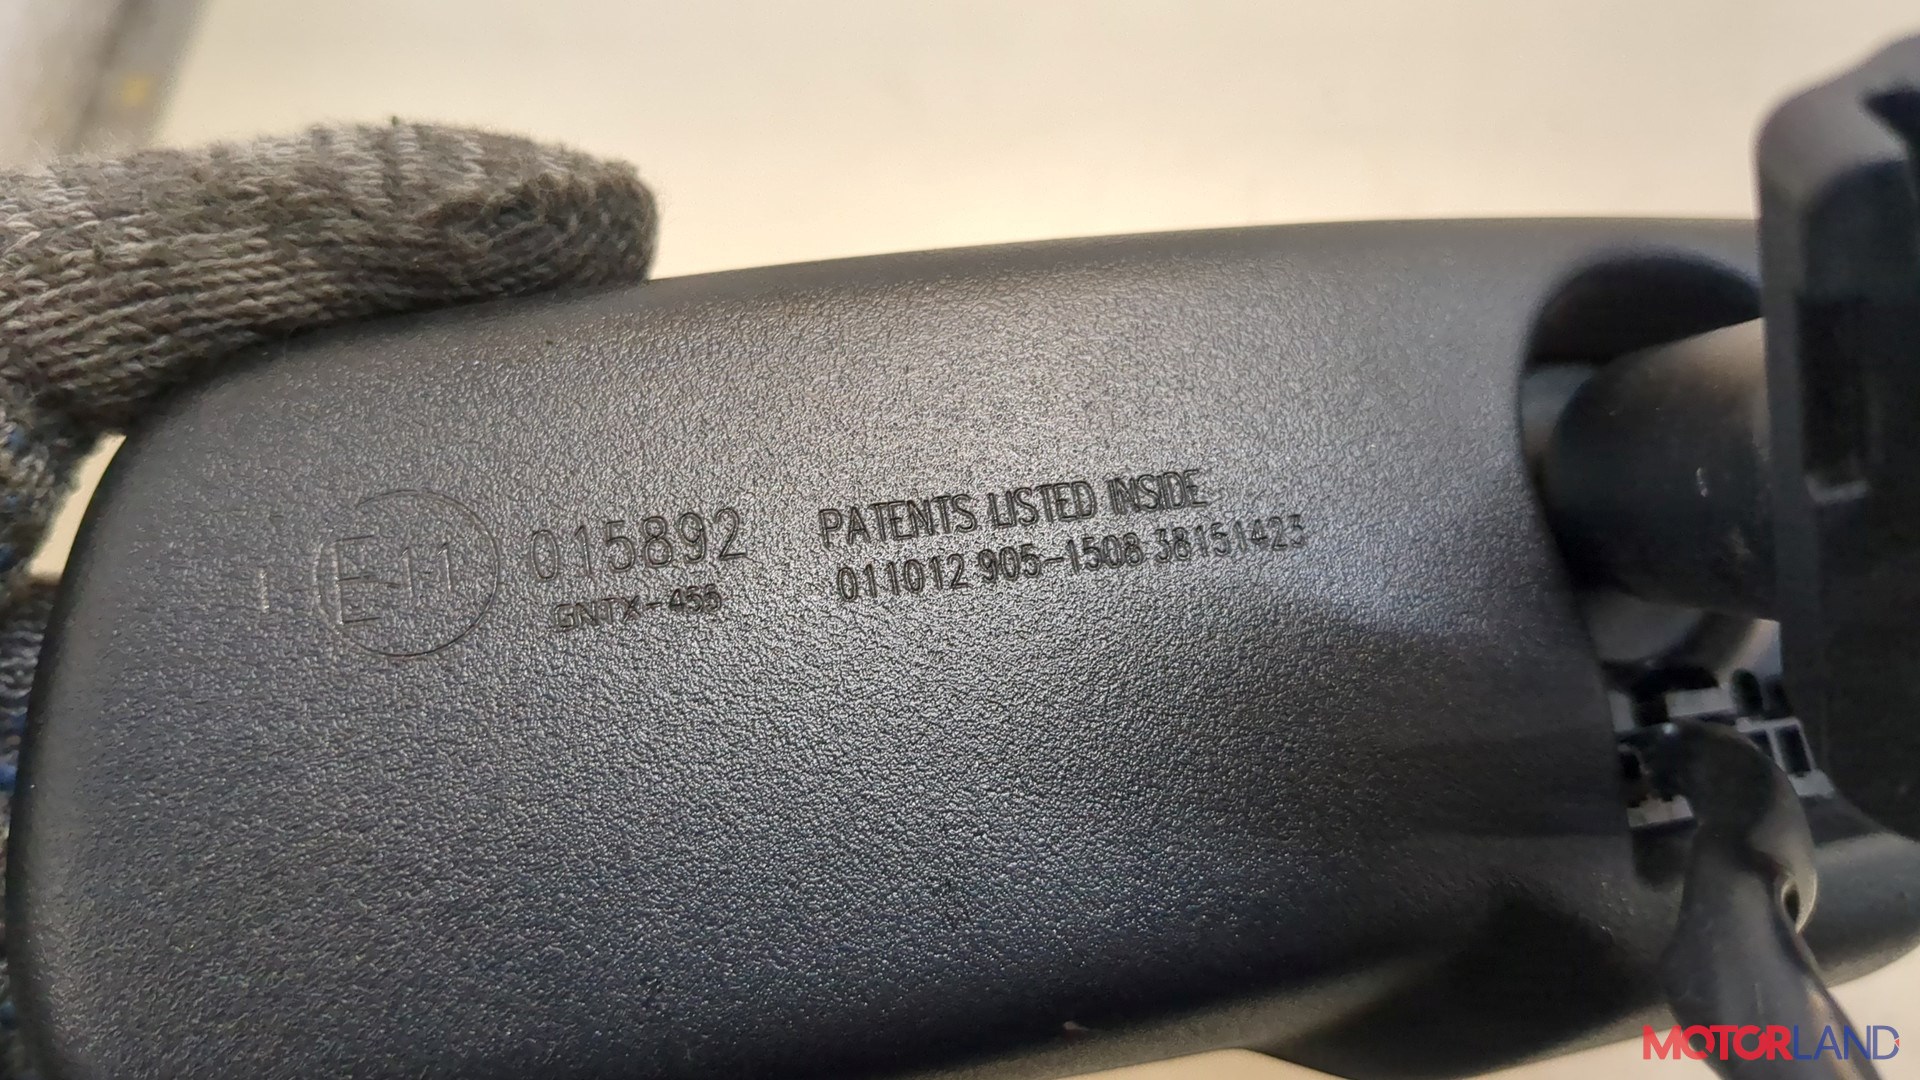 I E11 015892
GNTX-455
PATENTS LISTED INSIDE
011012 905-1508 38151423
MOTORLAND